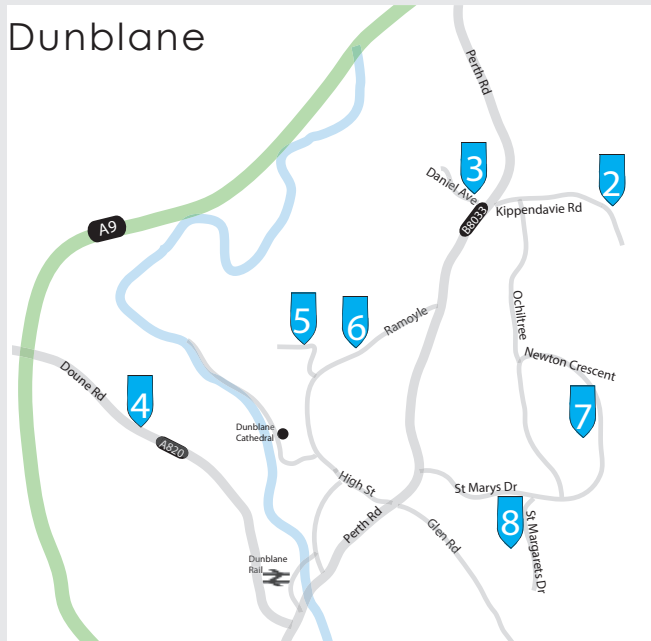 Dunblane
Perth Rd
3
2
Daniel Ave
Kippendavie Rd
B8033
A9
5
6
Ramoyle
Ochiltree
Newton Crescent
Doune Rd
4
7
A820
Dunblane
Cathedral
High St
St Marys Dr
Perth Rd
8
Glen Rd
St Margarets Dr
Dunblane
Rail